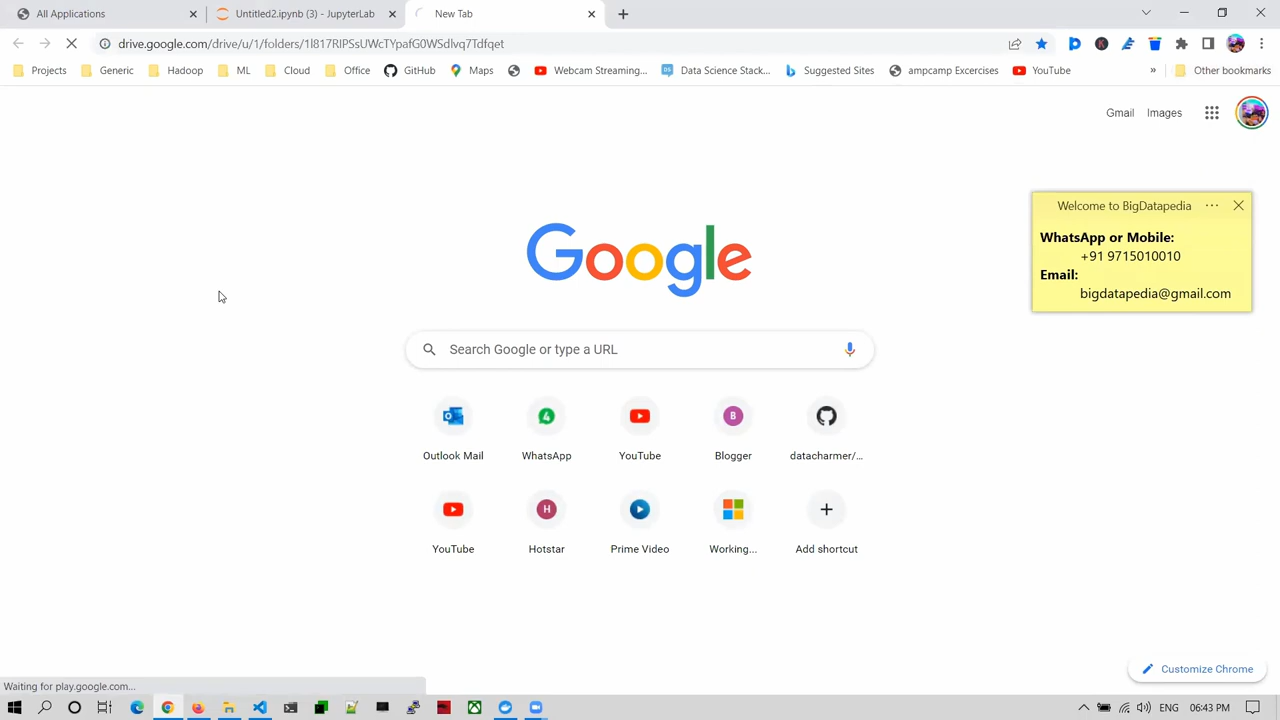 All Applications
Untitled2.ipynb (3) - JupyterLab
New Tab
drive.google.com/drive/u/1/folders/1I817RIPSsUWcTYpafG0WSdlvq7Tdfqet
Projects
Generic
Hadoop
ML
Cloud
Office
GitHub
Maps
Webcam Streaming...
Data Science Stack...
Suggested Sites
ampcamp Excercises
YouTube
»
Other bookmarks
Gmail
Images
Welcome to BigDatapedia
WhatsApp or Mobile:
+91 9715010010
Email:
bigdatapedia@gmail.com
Google
Search Google or type a URL
Outlook Mail
WhatsApp
YouTube
Blogger
datacharmer/...
YouTube
Hotstar
Prime Video
Working...
Add shortcut
Customize Chrome
Waiting for play.google.com...
ENG
06:43 PM